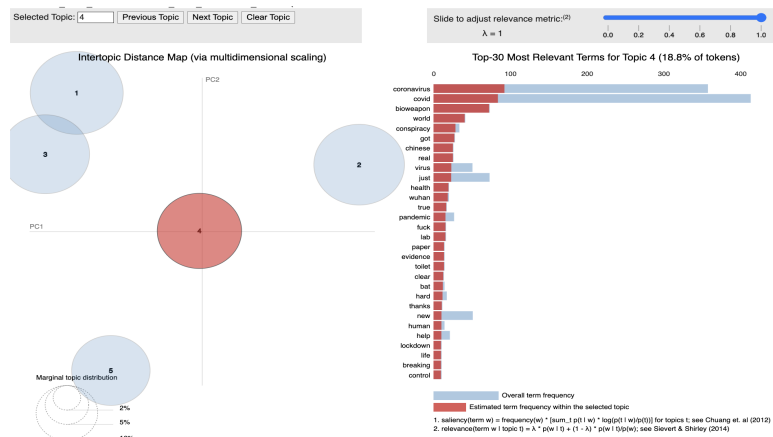 Selected Topic: 4 Previous Topic Next Topic Clear Topic
Slide to adjust relevance metric:(2)
λ = 1
0.0 0.2 0.4 0.6 0.8 1.0
Intertopic Distance Map (via multidimensional scaling)
PC2
PC1
1
3
2
4
5
Marginal topic distribution
2%
5%
Top-30 Most Relevant Terms for Topic 4 (18.8% of tokens)
0 100 200 300 400
coronavirus
covid
bioweapon
world
conspiracy
got
chinese
real
virus
just
health
wuhan
true
pandemic
fuck
lab
paper
evidence
toilet
clear
bat
hard
thanks
new
human
help
lockdown
life
breaking
control
Overall term frequency
Estimated term frequency within the selected topic
1. saliency(term w) = frequency(w) * [sum_t p(t | w) * log(p(t | w)/p(t))] for topics t; see Chuang et. al (2012)
2. relevance(term w | topic t) = λ * p(w | t) + (1 - λ) * p(w | t)/p(w); see Sievert & Shirley (2014)